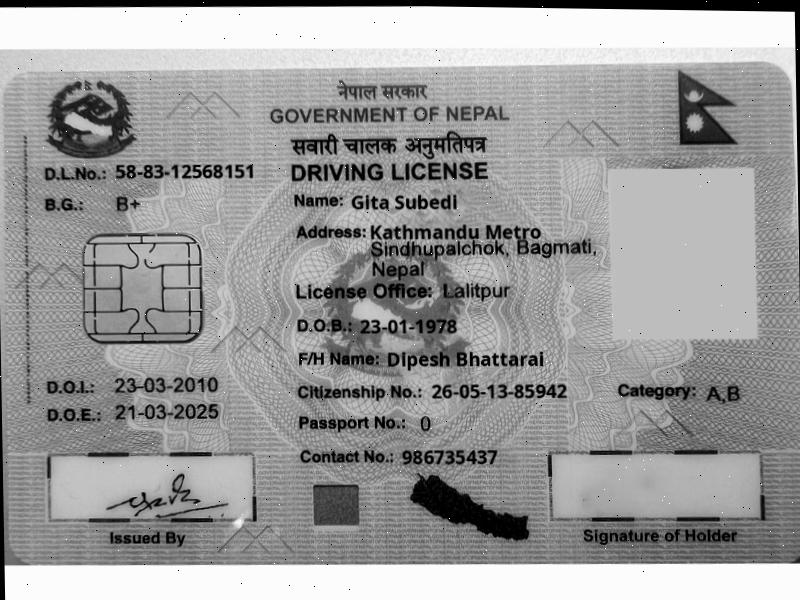 नेपाल सरकार
GOVERNMENT OF NEPAL
सवारी चालक अनुमतिपत्र
DRIVING LICENSE
D.L.No.: 58-83-12568151
B.G.: B+
Name: Gita Subedi
Address: Kathmandu Metro
Sindhupalchok, Bagmati,
Nepal
License Office: Lalitpur
D.O.B.: 23-01-1978
F/H Name: Dipesh Bhattarai
D.O.I.: 23-03-2010
Citizenship No.: 26-05-13-85942
Category: A,B
D.O.E.: 21-03-2025
Passport No.: 0
Contact No.: 986735437
Issued By
Signature of Holder